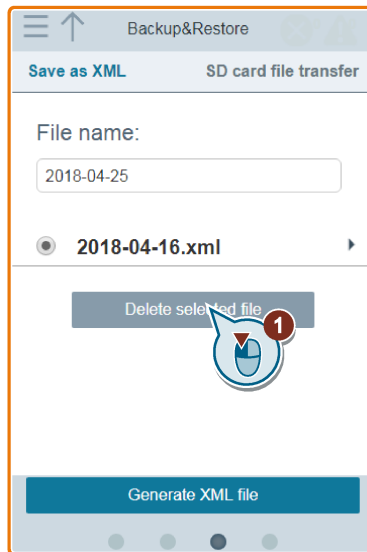 Backup&Restore
Save as XML SD card file transfer
File name:
2018-04-25
2018-04-16.xml
Delete selected file
1
Generate XML file